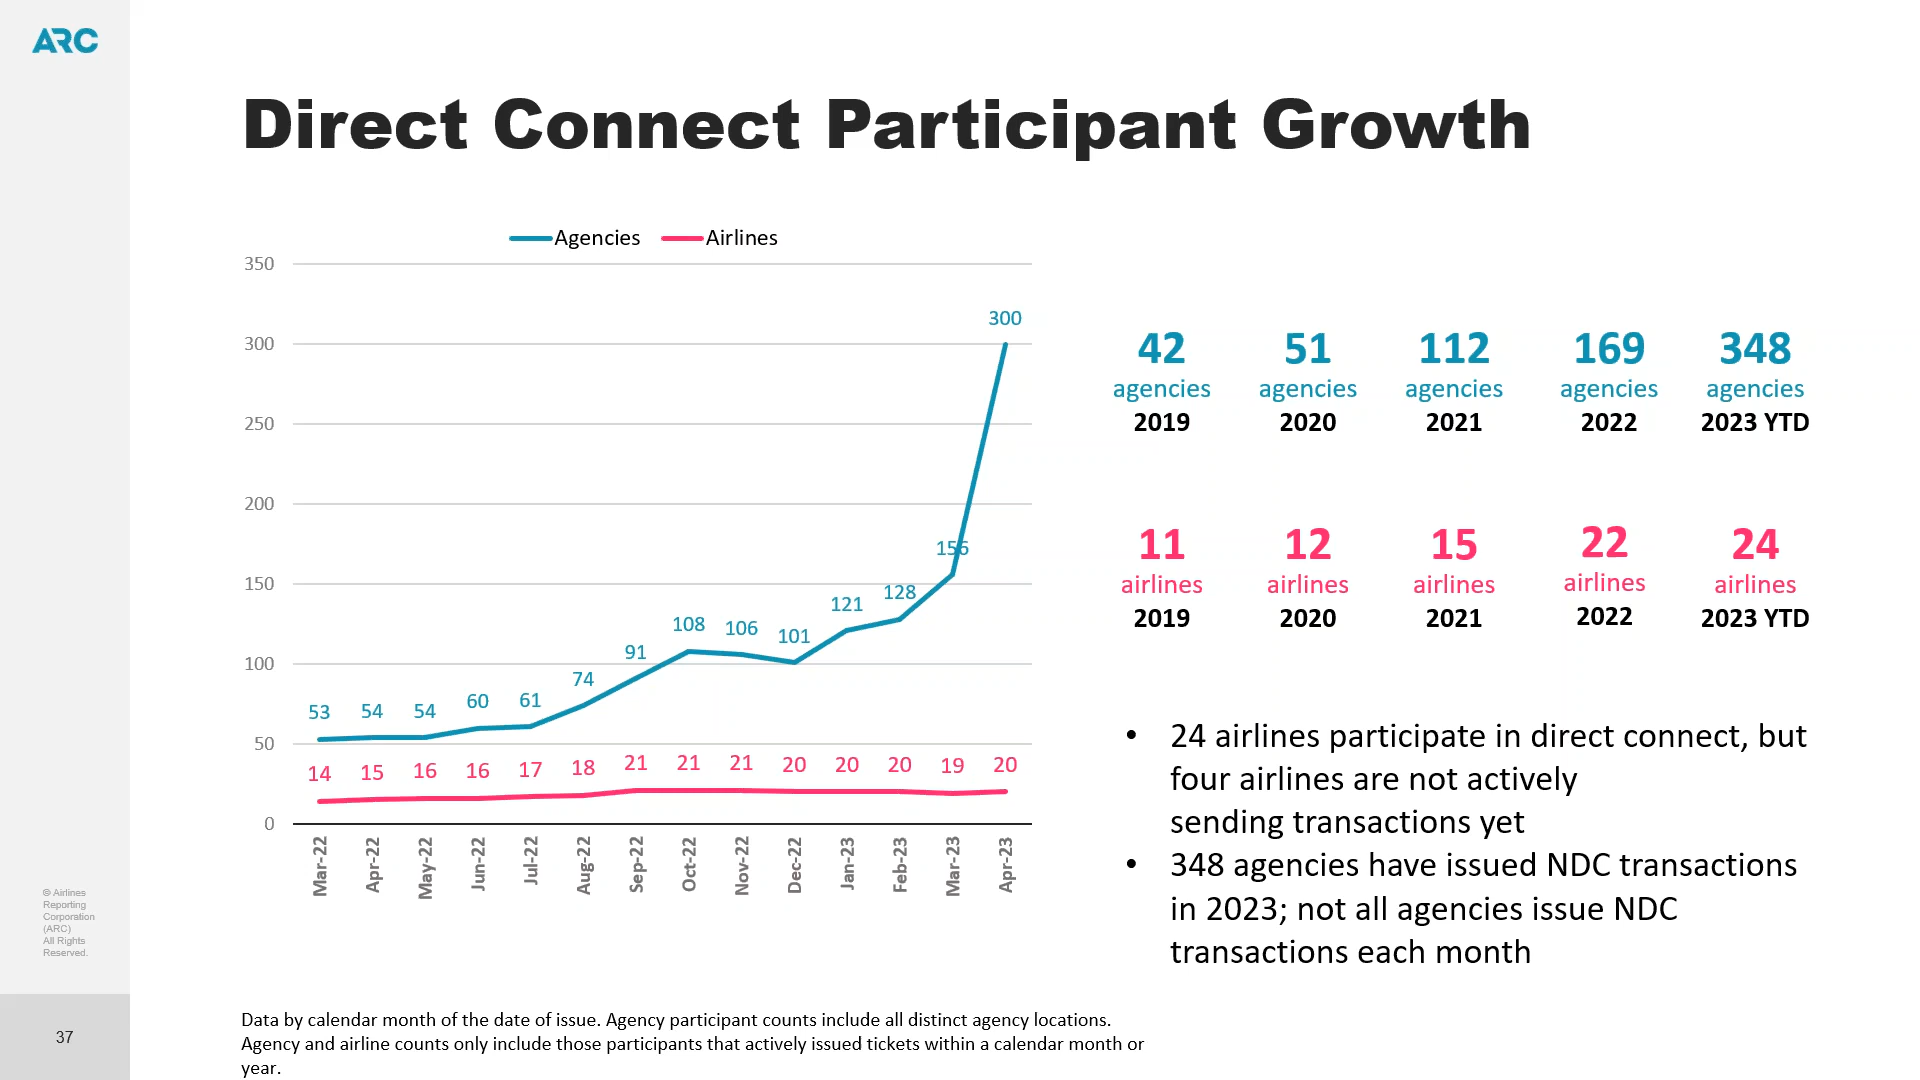 ARC
Direct Connect Participant Growth
Agencies Airlines
350
300
250
200
150
100
50
0
53 54 54 60 61 74 91 108 106 101 121 128 156 300
14 15 16 16 17 18 21 21 21 20 20 20 19 20
Mar-22 Apr-22 May-22 Jun-22 Jul-22 Aug-22 Sep-22 Oct-22 Nov-22 Dec-22 Jan-23 Feb-23 Mar-23 Apr-23
42 51 112 169 348
agencies agencies agencies agencies agencies
2019 2020 2021 2022 2023 YTD
11 12 15 22 24
airlines airlines airlines airlines airlines
2019 2020 2021 2022 2023 YTD
• 24 airlines participate in direct connect, but
four airlines are not actively
sending transactions yet
• 348 agencies have issued NDC transactions
in 2023; not all agencies issue NDC
transactions each month
© Airlines
Reporting
Corporation
(ARC)
All Rights
Reserved.
37
Data by calendar month of the date of issue. Agency participant counts include all distinct agency locations.
Agency and airline counts only include those participants that actively issued tickets within a calendar month or
year.